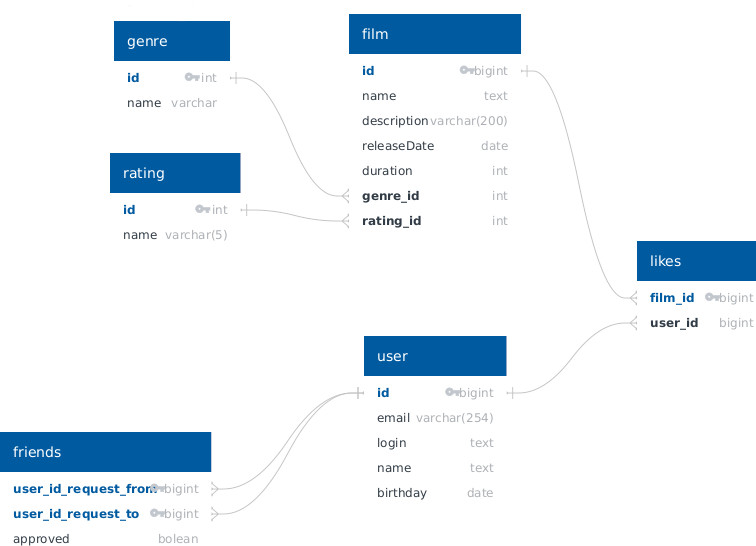 genre
id int
name varchar
rating
id int
name varchar(5)
film
id bigint
name text
description varchar(200)
releaseDate date
duration int
genre_id int
rating_id int
likes
film_id bigint
user_id bigint
user
id bigint
email varchar(254)
login text
name text
birthday date
friends
user_id_request_from bigint
user_id_request_to bigint
approved bolean